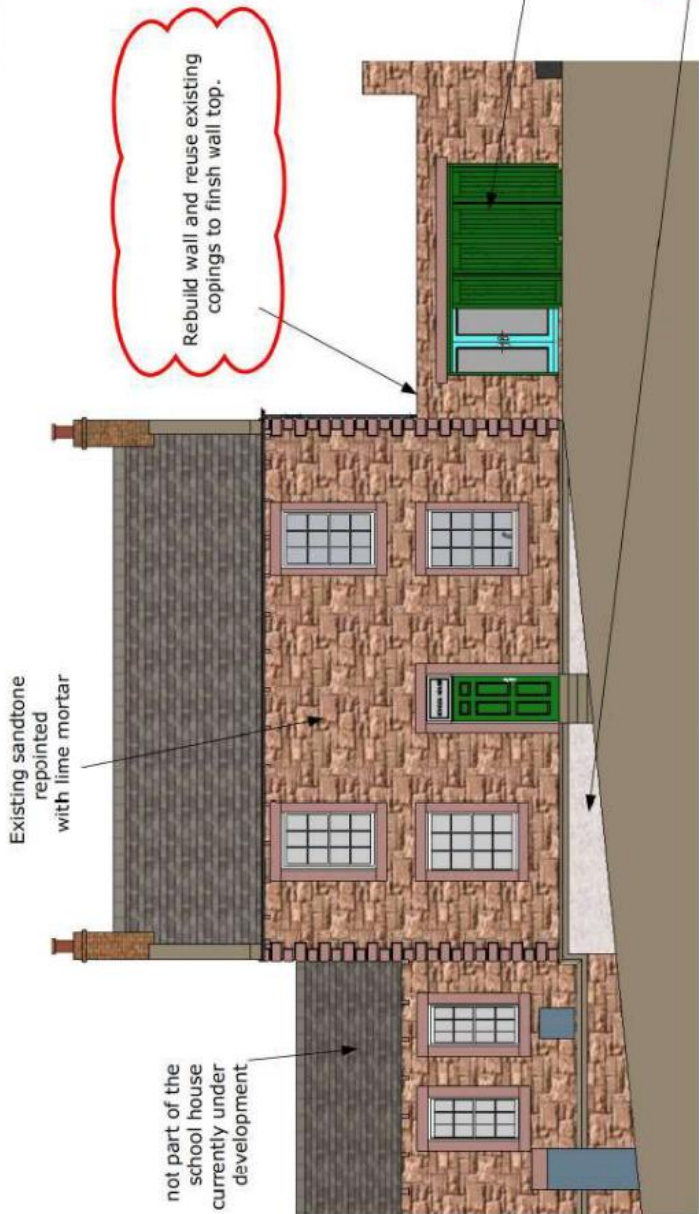 not part of the
school house
currently under
development
Existing sandtone
repointed
with lime mortar
Rebuild wall and reuse existing
copings to finsh wall top.